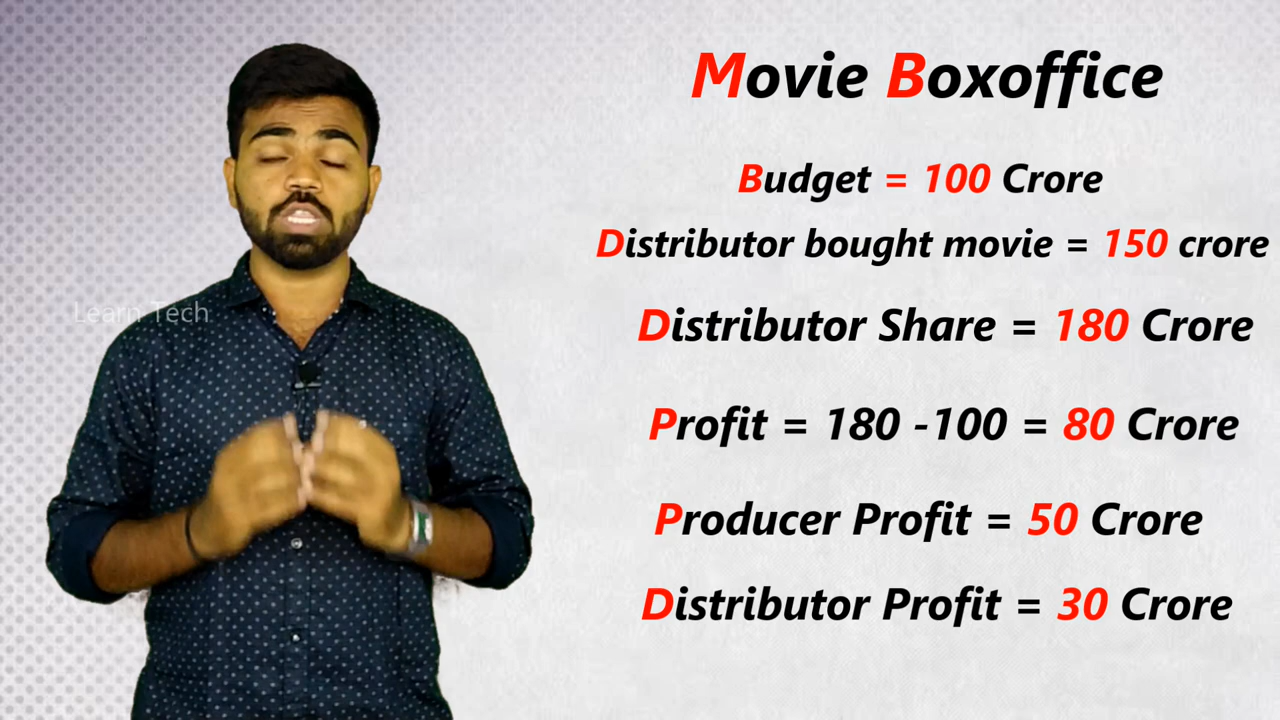 Movie Boxoffice
Budget = 100 Crore
Distributor bought movie = 150 crore
Learn Tech
Distributor Share = 180 Crore
Profit = 180 -100 = 80 Crore
Producer Profit = 50 Crore
Distributor Profit = 30 Crore